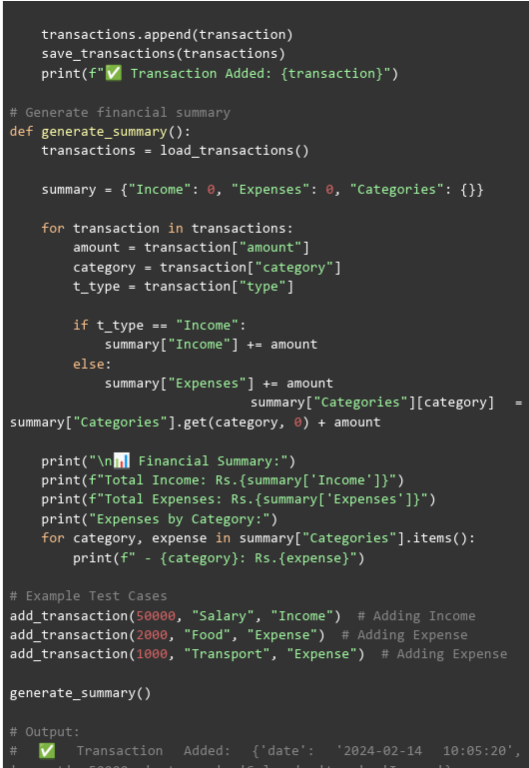 transactions.append(transaction)
    save_transactions(transactions)
    print(f"✅ Transaction Added: {transaction}")

# Generate financial summary
def generate_summary():
    transactions = load_transactions()

    summary = {"Income": 0, "Expenses": 0, "Categories": {}}

    for transaction in transactions:
        amount = transaction["amount"]
        category = transaction["category"]
        t_type = transaction["type"]

        if t_type == "Income":
            summary["Income"] += amount
        else:
            summary["Expenses"] += amount
                              summary["Categories"][category] =
summary["Categories"].get(category, 0) + amount

    print("\n📊 Financial Summary:")
    print(f"Total Income: Rs.{summary['Income']}")
    print(f"Total Expenses: Rs.{summary['Expenses']}")
    print("Expenses by Category:")
    for category, expense in summary["Categories"].items():
        print(f" - {category}: Rs.{expense}")

# Example Test Cases
add_transaction(50000, "Salary", "Income")  # Adding Income
add_transaction(2000, "Food", "Expense")  # Adding Expense
add_transaction(1000, "Transport", "Expense")  # Adding Expense

generate_summary()

# Output:
# ✅ Transaction Added: {'date': '2024-02-14 10:05:20',